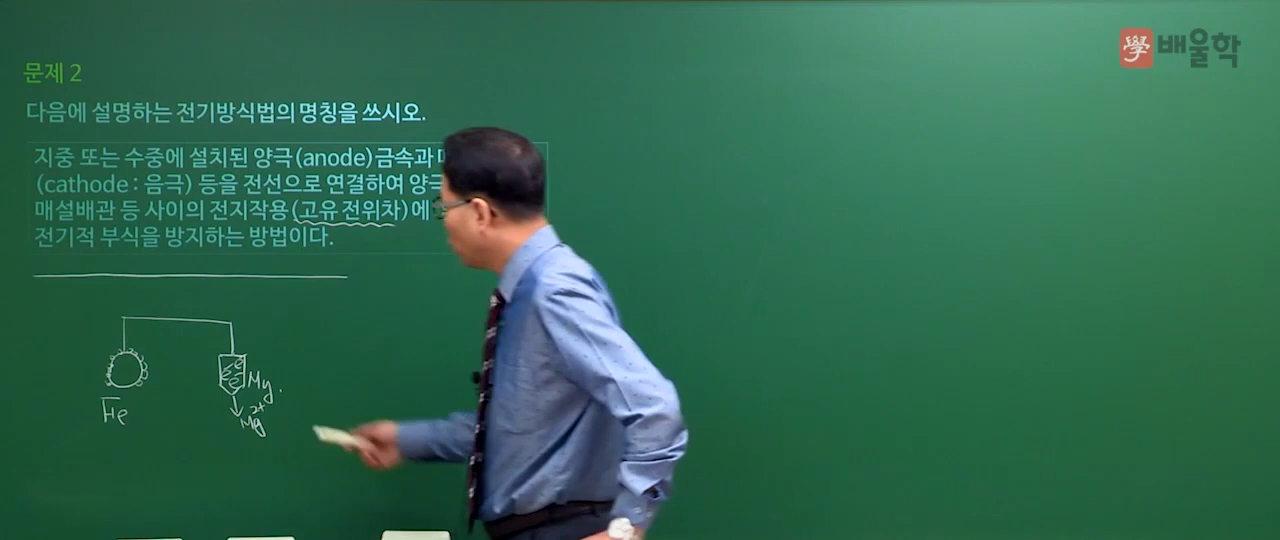 學 배울학
문제 2
다음에 설명하는 전기방식법의 명칭을 쓰시오.
지중 또는 수중에 설치된 양극(anode)금속과
(cathode : 음극) 등을 전선으로 연결하여
매설배관 등 사이의 전지작용(고유 전위차)에
전기적 부식을 방지하는 방법이다.
e e
e Mg.
Fe
Mg2+